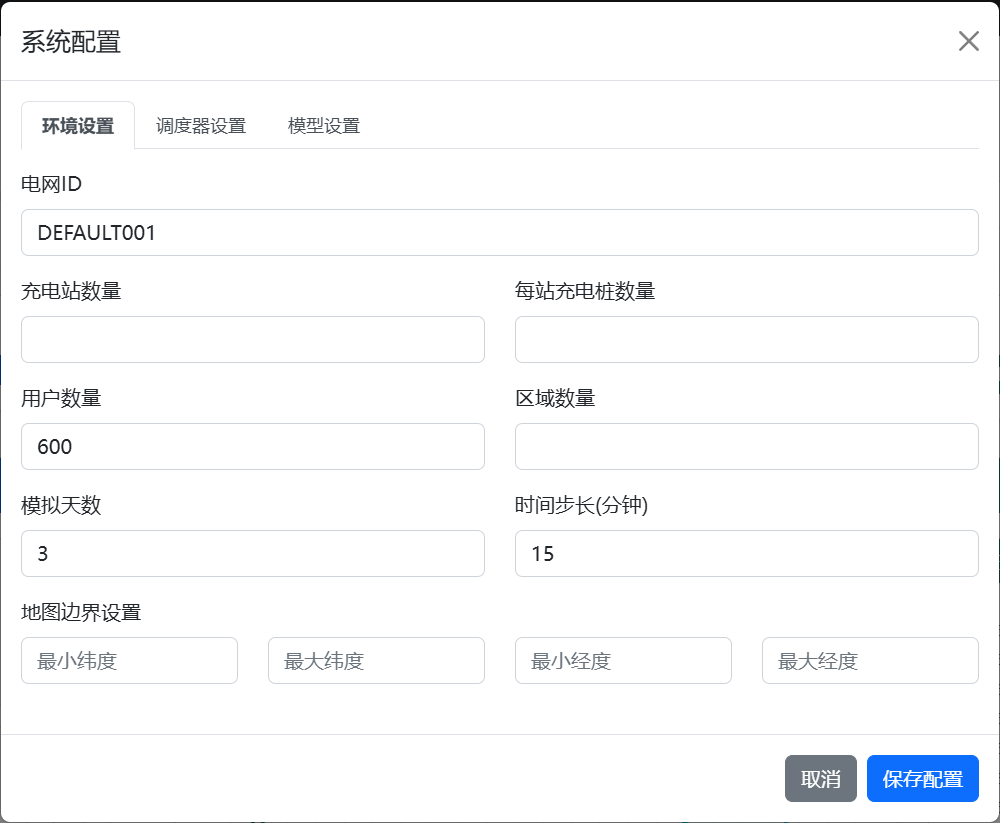 系统配置
环境设置 调度器设置 模型设置
电网ID
DEFAULT001
充电站数量 每站充电桩数量
用户数量 区域数量
600
模拟天数 时间步长(分钟)
3 15
地图边界设置
最小纬度 最大纬度 最小经度 最大经度
取消 保存配置